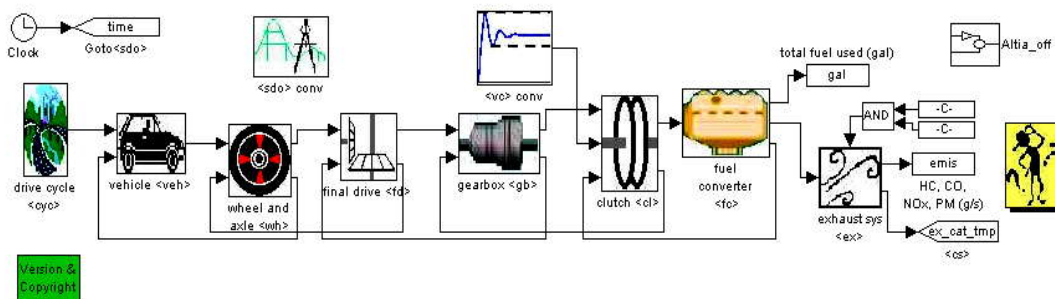 time
Clock
Goto<sdo>
<sdo> conv
<vc> conv
total fuel used (gal)
gal
Altia_off
AND
-C-
-C-
drive cycle
<cyc>
vehicle <veh>
wheel and
axle <wh>
final drive <fd>
gearbox <gb>
clutch <cl>
fuel
converter
<fc>
exhaust sys
<ex>
emis
HC, CO,
NOx, PM (g/s)
ex_cat_tmp
<cs>
Version &
Copyright